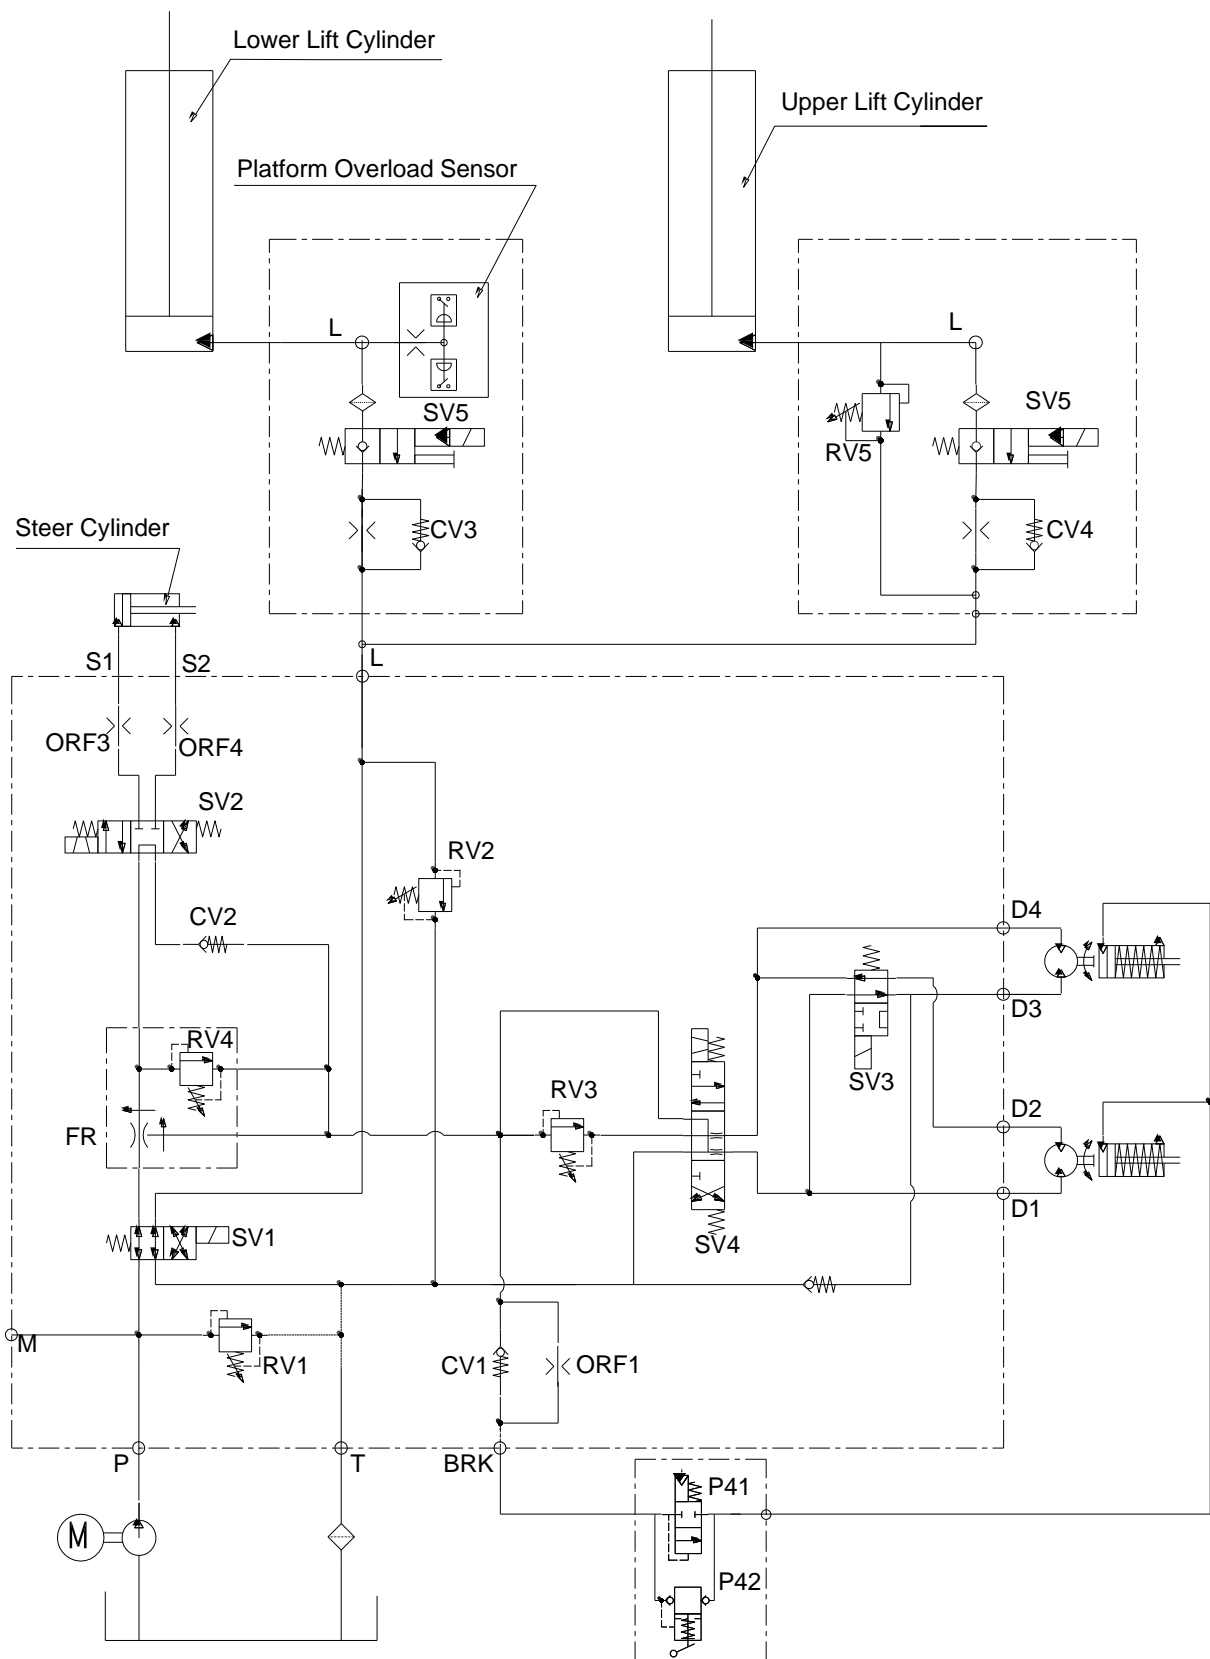 Lower Lift Cylinder
Upper Lift Cylinder
Platform Overload Sensor
L
L
SV5
SV5
RV5
CV3
CV4
Steer Cylinder
S1
S2
L
ORF3
ORF4
SV2
RV2
CV2
D4
D3
RV4
SV3
RV3
D2
FR
D1
SV1
SV4
M
RV1
CV1
ORF1
P
T
BRK
P41
M
P42